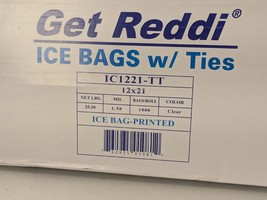 Get Reddi®
ICE BAGS w/ Ties
IC1221-TT
12x21
NET LBS. MIL BAGS/ROLL COLOR
1.50 1000 Clear
ICE BAG-PRINTED